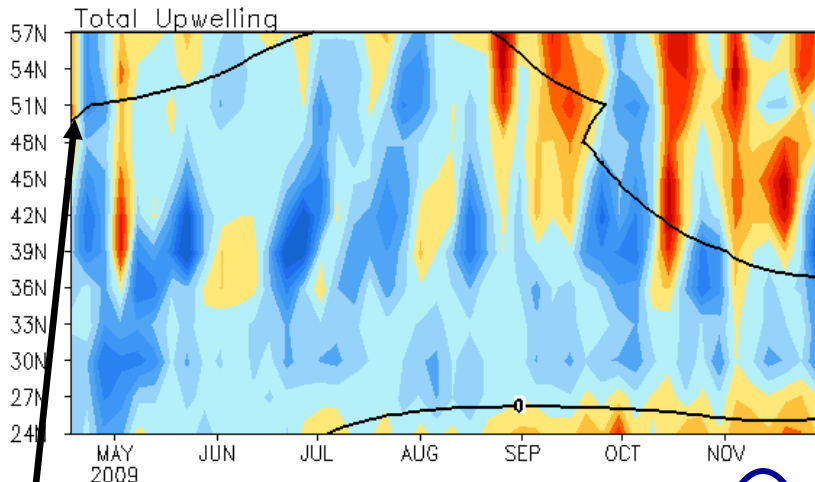 Total Upwelling
57N
54N
51N
48N
45N
42N
39N
36N
33N
30N
27N
24N
0
MAY JUN JUL AUG SEP OCT NOV
2009